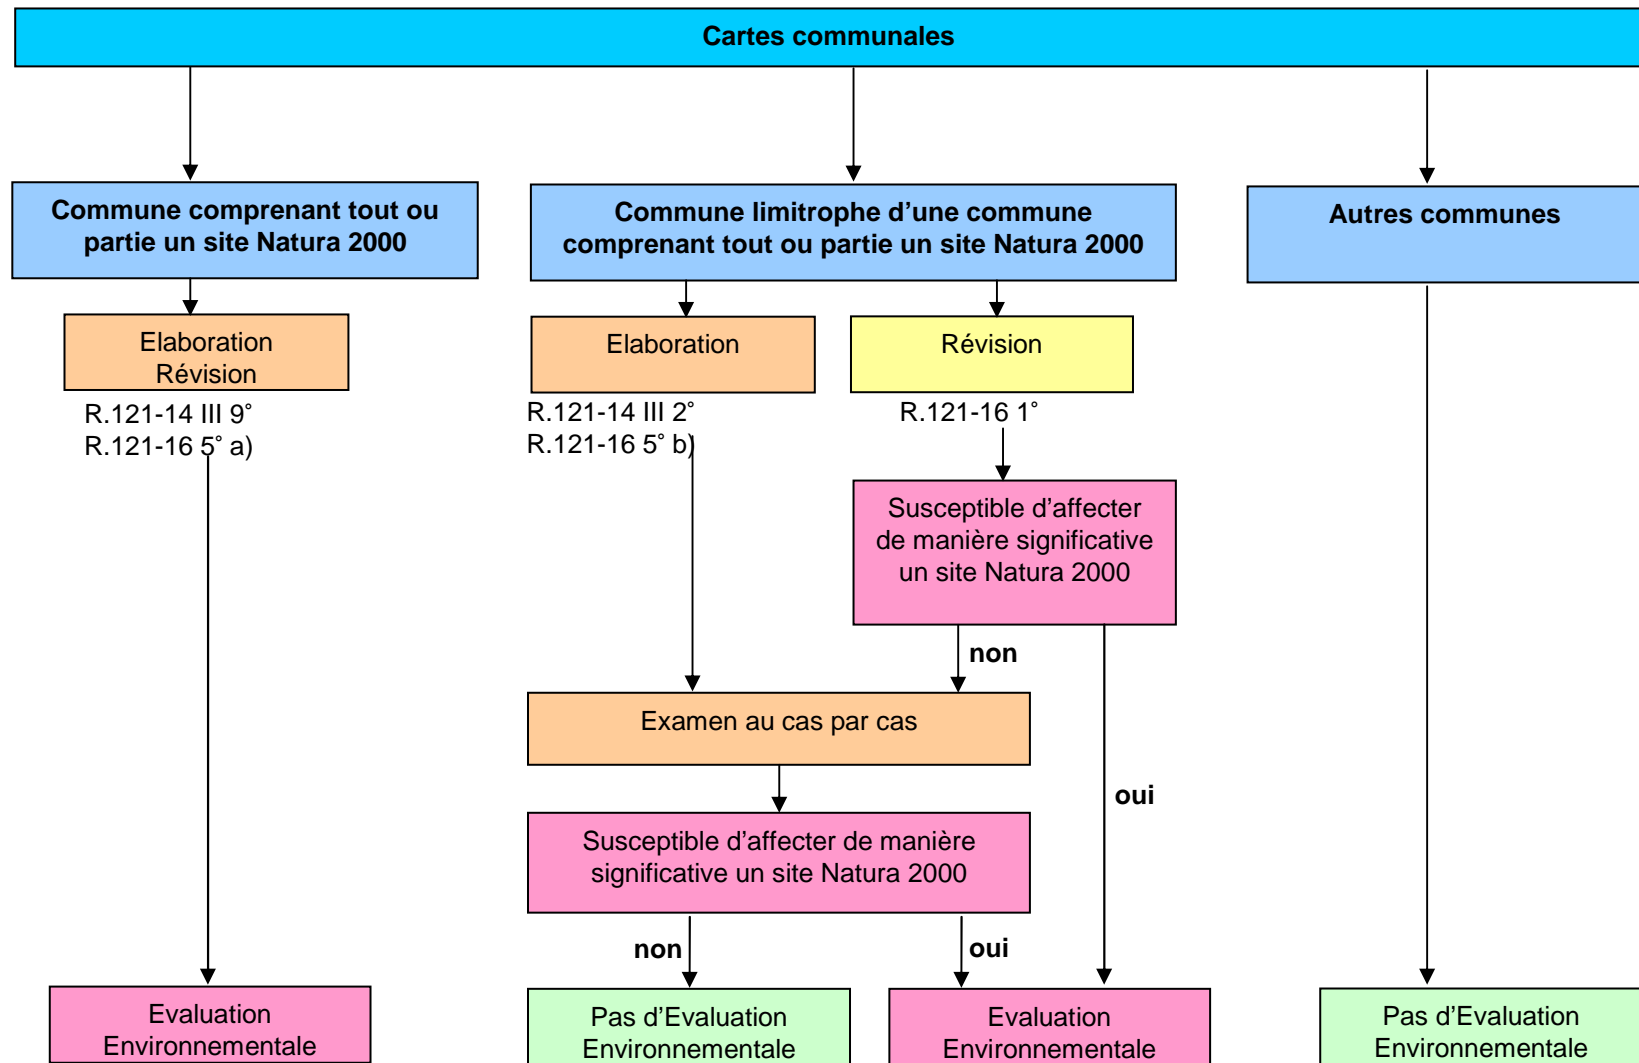 Cartes communales
Commune comprenant tout ou
partie un site Natura 2000
Commune limitrophe d’une commune
comprenant tout ou partie un site Natura 2000
Autres communes
Elaboration
Révision
Elaboration
Révision
R.121-14 III 9°
R.121-16 5° a)
R.121-14 III 2°
R.121-16 5° b)
R.121-16 1°
Susceptible d’affecter
de manière significative
un site Natura 2000
non
Examen au cas par cas
oui
Susceptible d’affecter de manière
significative un site Natura 2000
non
oui
Evaluation
Environnementale
Pas d’Evaluation
Environnementale
Evaluation
Environnementale
Pas d’Evaluation
Environnementale